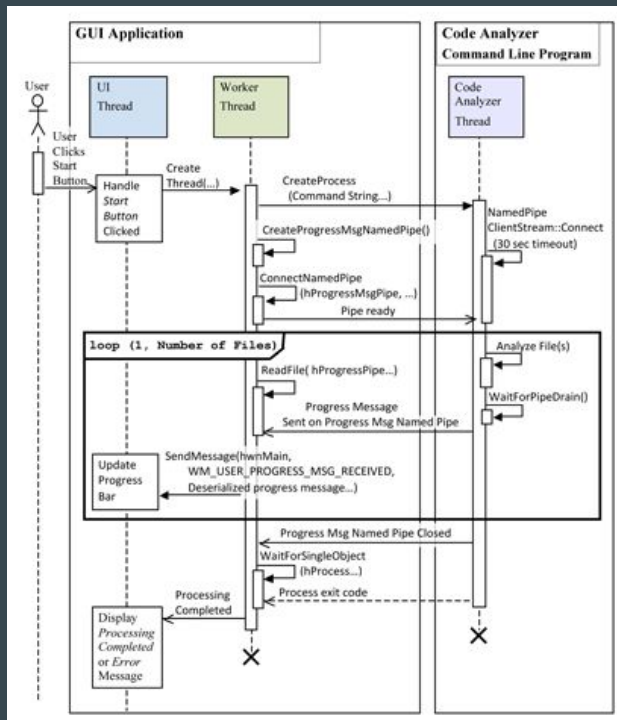 GUI Application
Code Analyzer
Command Line Program
User
UI
Thread
Worker
Thread
Code
Analyzer
Thread
User
Clicks
Start
Button
Handle
Start
Button
Clicked
Create
Thread(...)
CreateProcess
(Command String...)
NamedPipe
ClientStream::Connect
(30 sec timeout)
CreateProgressMsgNamedPipe()
ConnectNamedPipe
(hProgressMsgPipe, ...)
Pipe ready
loop (1, Number of Files)
Analyze File(s)
ReadFile( hProgressPipe...)
WaitForPipeDrain()
Progress Message
Sent on Progress Msg Named Pipe
Update
Progress
Bar
SendMessage(hwnMain,
WM_USER_PROGRESS_MSG_RECEIVED,
Deserialized progress message...)
Progress Msg Named Pipe Closed
WaitForSingleObject
(hProcess...)
Process exit code
Processing
Completed
Display
Processing
Completed
or Error
Message